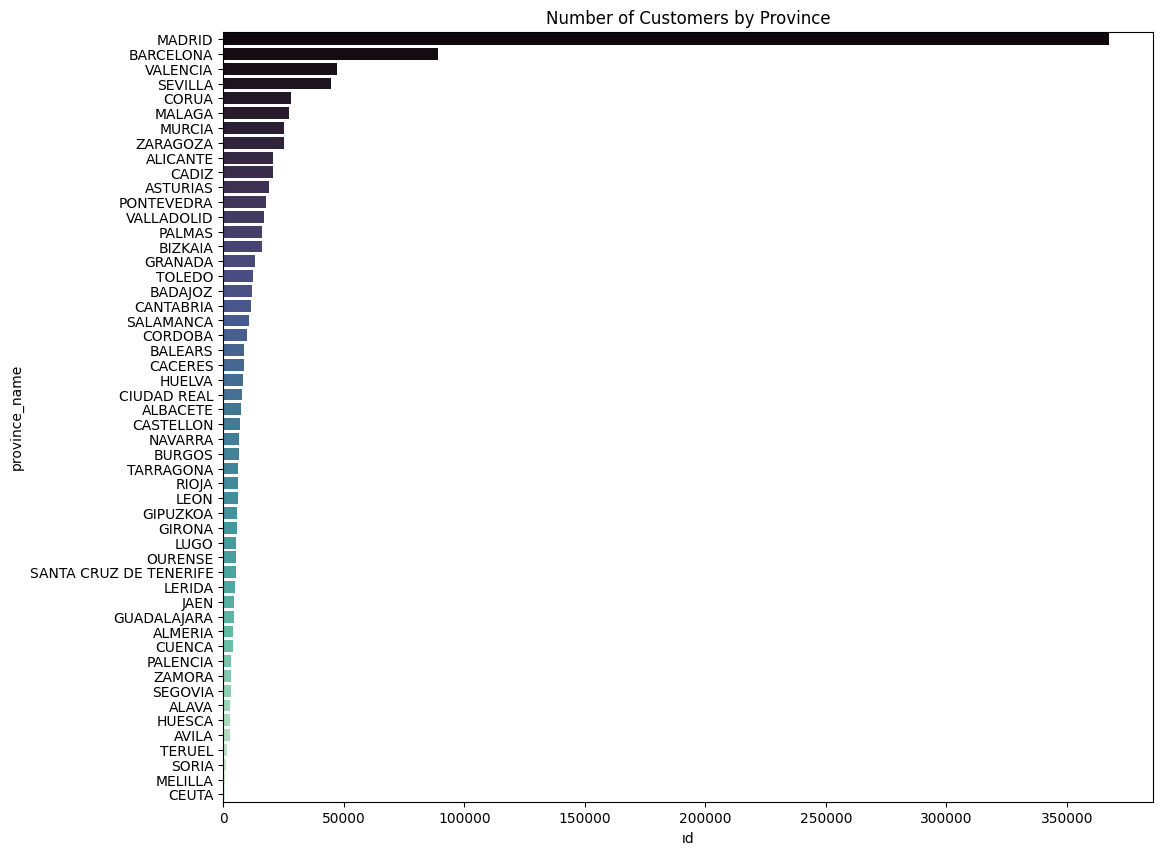 Number of Customers by Province
MADRID
BARCELONA
VALENCIA
SEVILLA
CORUA
MALAGA
MURCIA
ZARAGOZA
ALICANTE
CADIZ
ASTURIAS
PONTEVEDRA
VALLADOLID
PALMAS
BIZKAIA
GRANADA
TOLEDO
BADAJOZ
CANTABRIA
SALAMANCA
CORDOBA
BALEARS
CACERES
HUELVA
CIUDAD REAL
ALBACETE
CASTELLON
NAVARRA
BURGOS
TARRAGONA
RIOJA
LEON
GIPUZKOA
GIRONA
LUGO
OURENSE
SANTA CRUZ DE TENERIFE
LERIDA
JAEN
GUADALAJARA
ALMERIA
CUENCA
PALENCIA
ZAMORA
SEGOVIA
ALAVA
HUESCA
AVILA
TERUEL
SORIA
MELILLA
CEUTA
province_name
0 50000 100000 150000 200000 250000 300000 350000
id